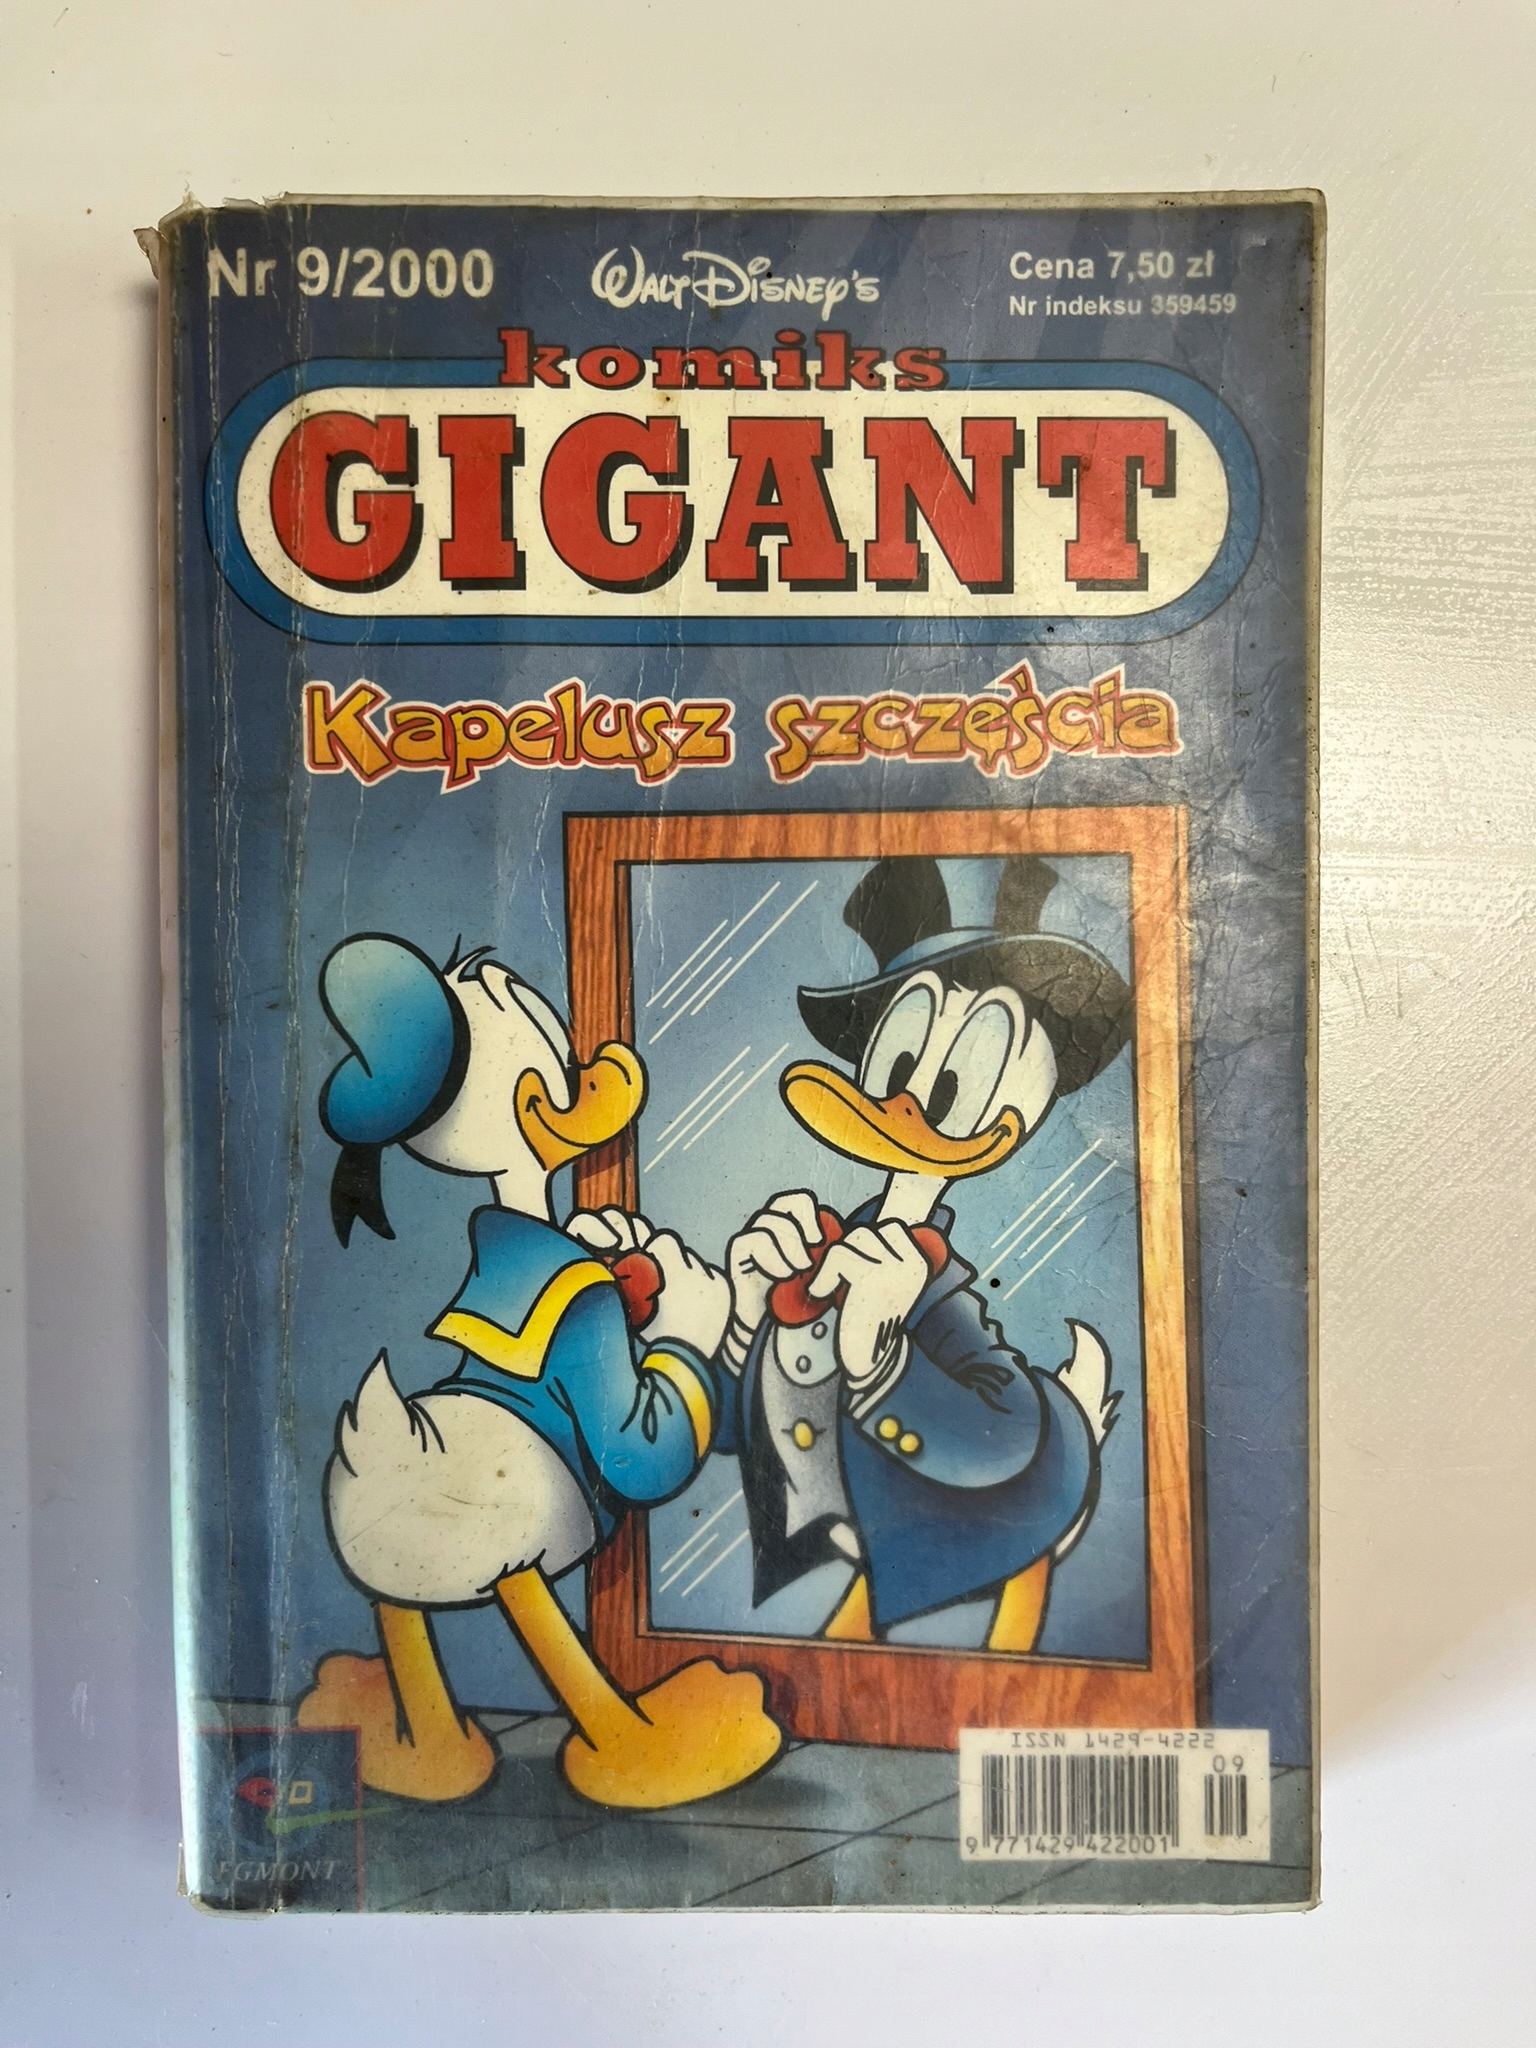 Nr 9/2000
Walt Disney's
Cena 7,50 zł
Nr indeksu 359459
komiks
GIGANT
Kapelusz szczęścia
ISSN 1429-4222
09
9 771429 422001
EGMONT